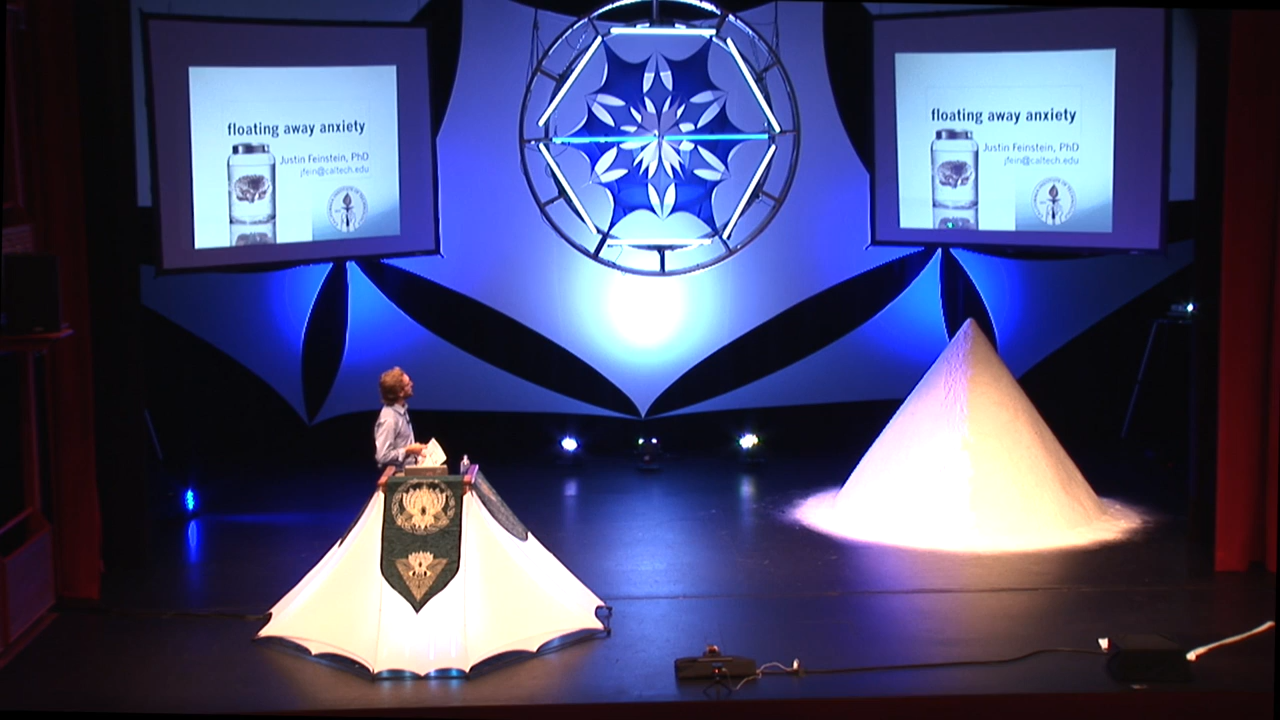 floating away anxiety
Justin Feinstein, PhD
jfein@caltech.edu
floating away anxiety
Justin Feinstein, PhD
jfein@caltech.edu